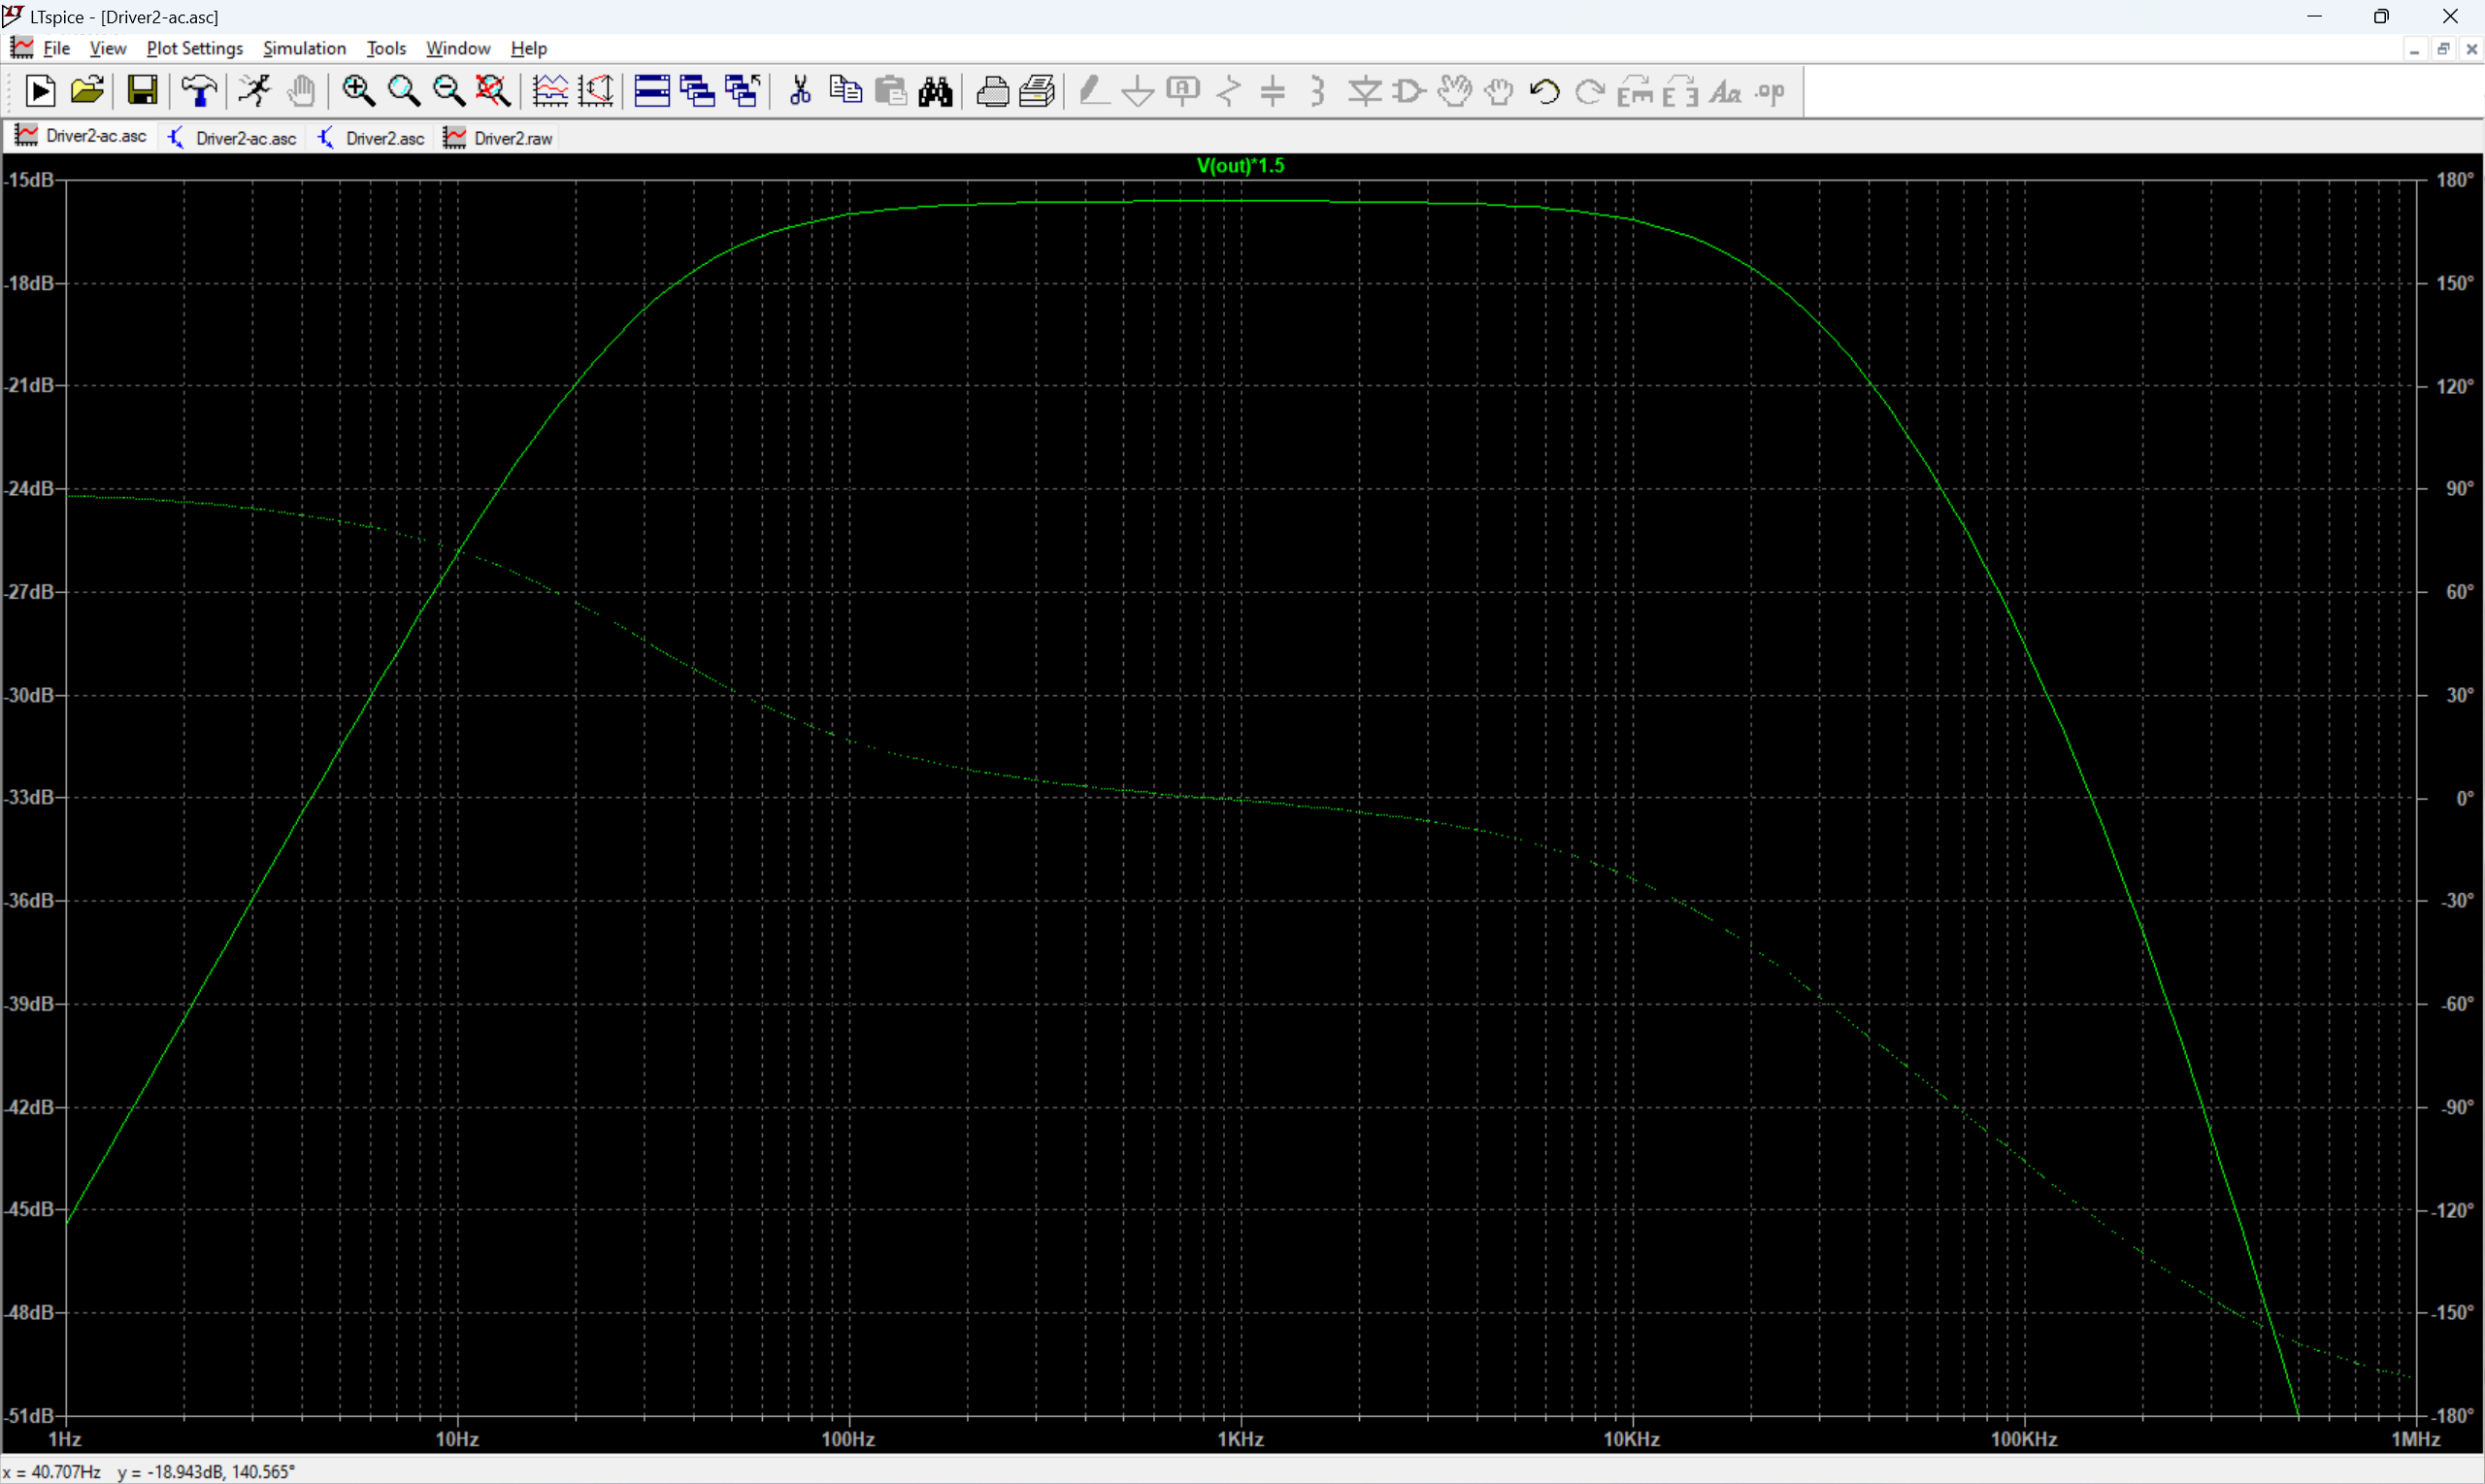 LTspice - [Driver2-ac.asc]
File View Plot Settings Simulation Tools Window Help
A E E Aa .op
Driver2-ac.asc Driver2-ac.asc Driver2.asc Driver2.raw
V(out)*1.5
-15dB 180°
-18dB 150°
-21dB 120°
-24dB 90°
-27dB 60°
-30dB 30°
-33dB 0°
-36dB -30°
-39dB -60°
-42dB -90°
-45dB -120°
-48dB -150°
-51dB -180°
1Hz 10Hz 100Hz 1KHz 10KHz 100KHz 1MHz
x = 40.707Hz y = -18.943dB, 140.565°